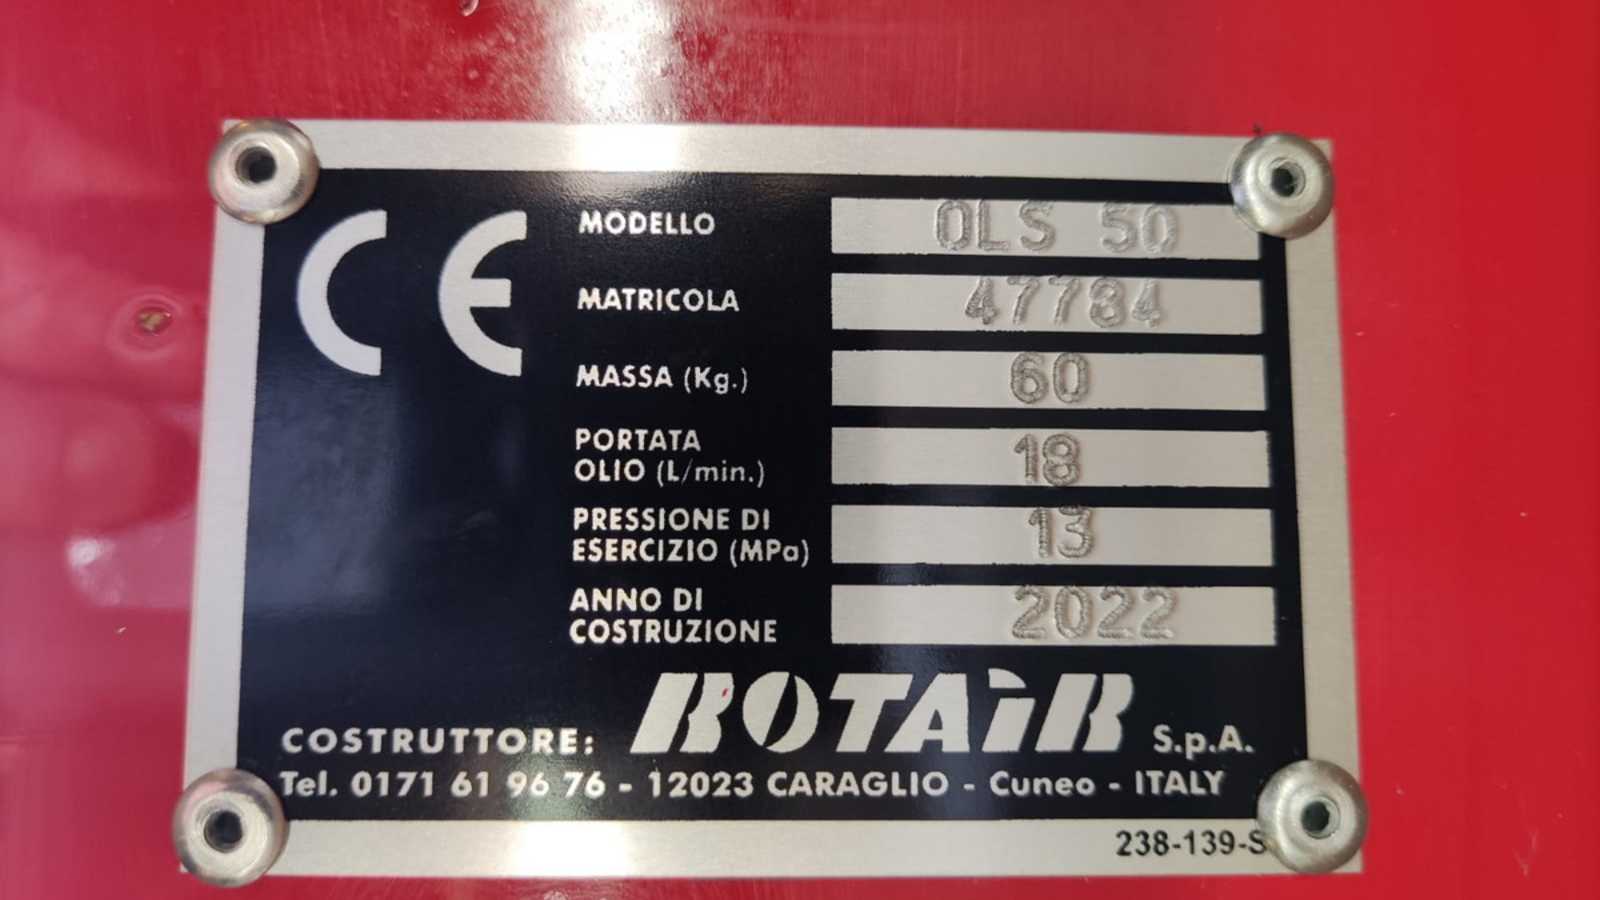 CE
MODELLO OLS 50
MATRICOLA 47784
MASSA (Kg.) 60
PORTATA
OLIO (L/min.) 18
PRESSIONE DI
ESERCIZIO (MPa) 13
ANNO DI
COSTRUZIONE 2022
COSTRUTTORE: ROTAIR S.p.A.
Tel. 0171 61 96 76 - 12023 CARAGLIO - Cuneo - ITALY
238-139-S